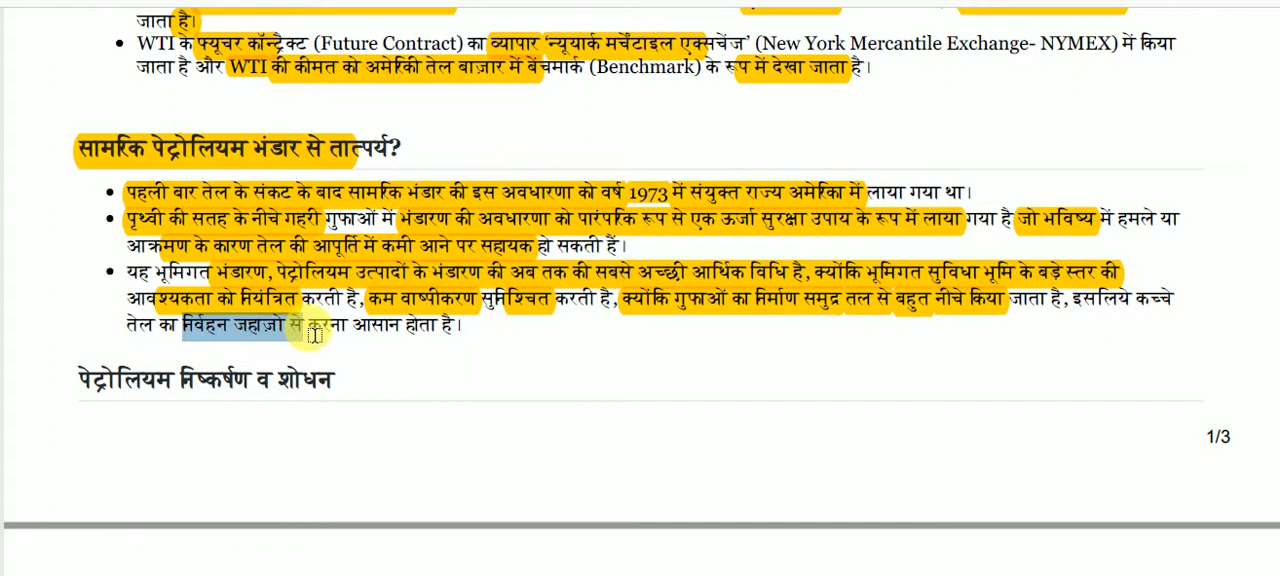 जाता है।
• WTI के फ्यूचर कॉन्ट्रैक्ट (Future Contract) का व्यापार 'न्यूयार्क मर्चेंटाइल एक्सचेंज' (New York Mercantile Exchange- NYMEX) में किया
जाता है और WTI की कीमत को अमेरिकी तेल बाज़ार में बेंचमार्क (Benchmark) के रूप में देखा जाता है।
सामरिक पेट्रोलियम भंडार से तात्पर्य?
• पहली बार तेल के संकट के बाद सामरिक भंडार की इस अवधारणा को वर्ष 1973 में संयुक्त राज्य अमेरिका में लाया गया था।
• पृथ्वी की सतह के नीचे गहरी गुफाओं में भंडारण की अवधारणा को पारंपरिक रूप से एक ऊर्जा सुरक्षा उपाय के रूप में लाया गया है जो भविष्य में हमले या
आक्रमण के कारण तेल की आपूर्ति में कमी आने पर सहायक हो सकती हैं।
• यह भूमिगत भंडारण, पेट्रोलियम उत्पादों के भंडारण की अब तक की सबसे अच्छी आर्थिक विधि है, क्योंकि भूमिगत सुविधा भूमि के बड़े स्तर की
आवश्यकता को नियंत्रित करती है, कम वाष्पीकरण सुनिश्चित करती है, क्योंकि गुफाओं का निर्माण समुद्र तल से बहुत नीचे किया जाता है, इसलिये कच्चे
तेल का निर्वहन जहाज़ो से करना आसान होता है।
पेट्रोलियम निष्कर्षण व शोधन
1/3